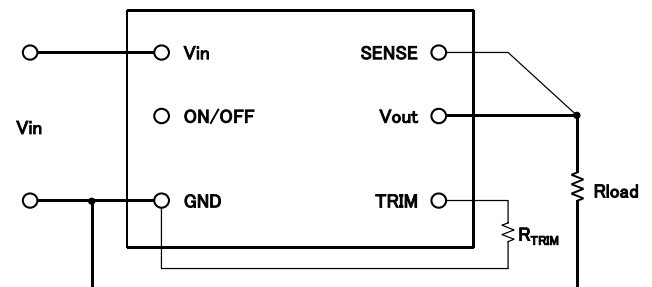 Vin
SENSE
ON/OFF
Vout
Vin
GND
TRIM
Rload
RTRIM